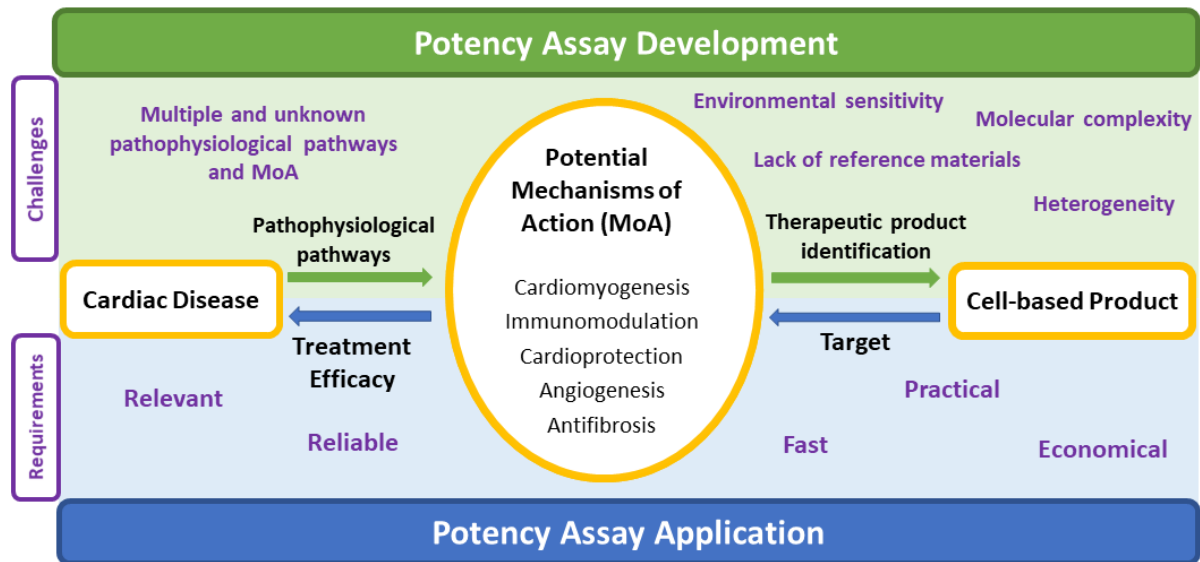 Potency Assay Development
Challenges
Multiple and unknown
pathophysiological pathways
and MoA
Environmental sensitivity
Molecular complexity
Lack of reference materials
Heterogeneity
Potential
Mechanisms of
Action (MoA)
Cardiomyogenesis
Immunomodulation
Cardioprotection
Angiogenesis
Antifibrosis
Pathophysiological
pathways
Therapeutic product
identification
Cardiac Disease
Cell-based Product
Treatment
Efficacy
Target
Requirements
Relevant
Reliable
Practical
Fast
Economical
Potency Assay Application